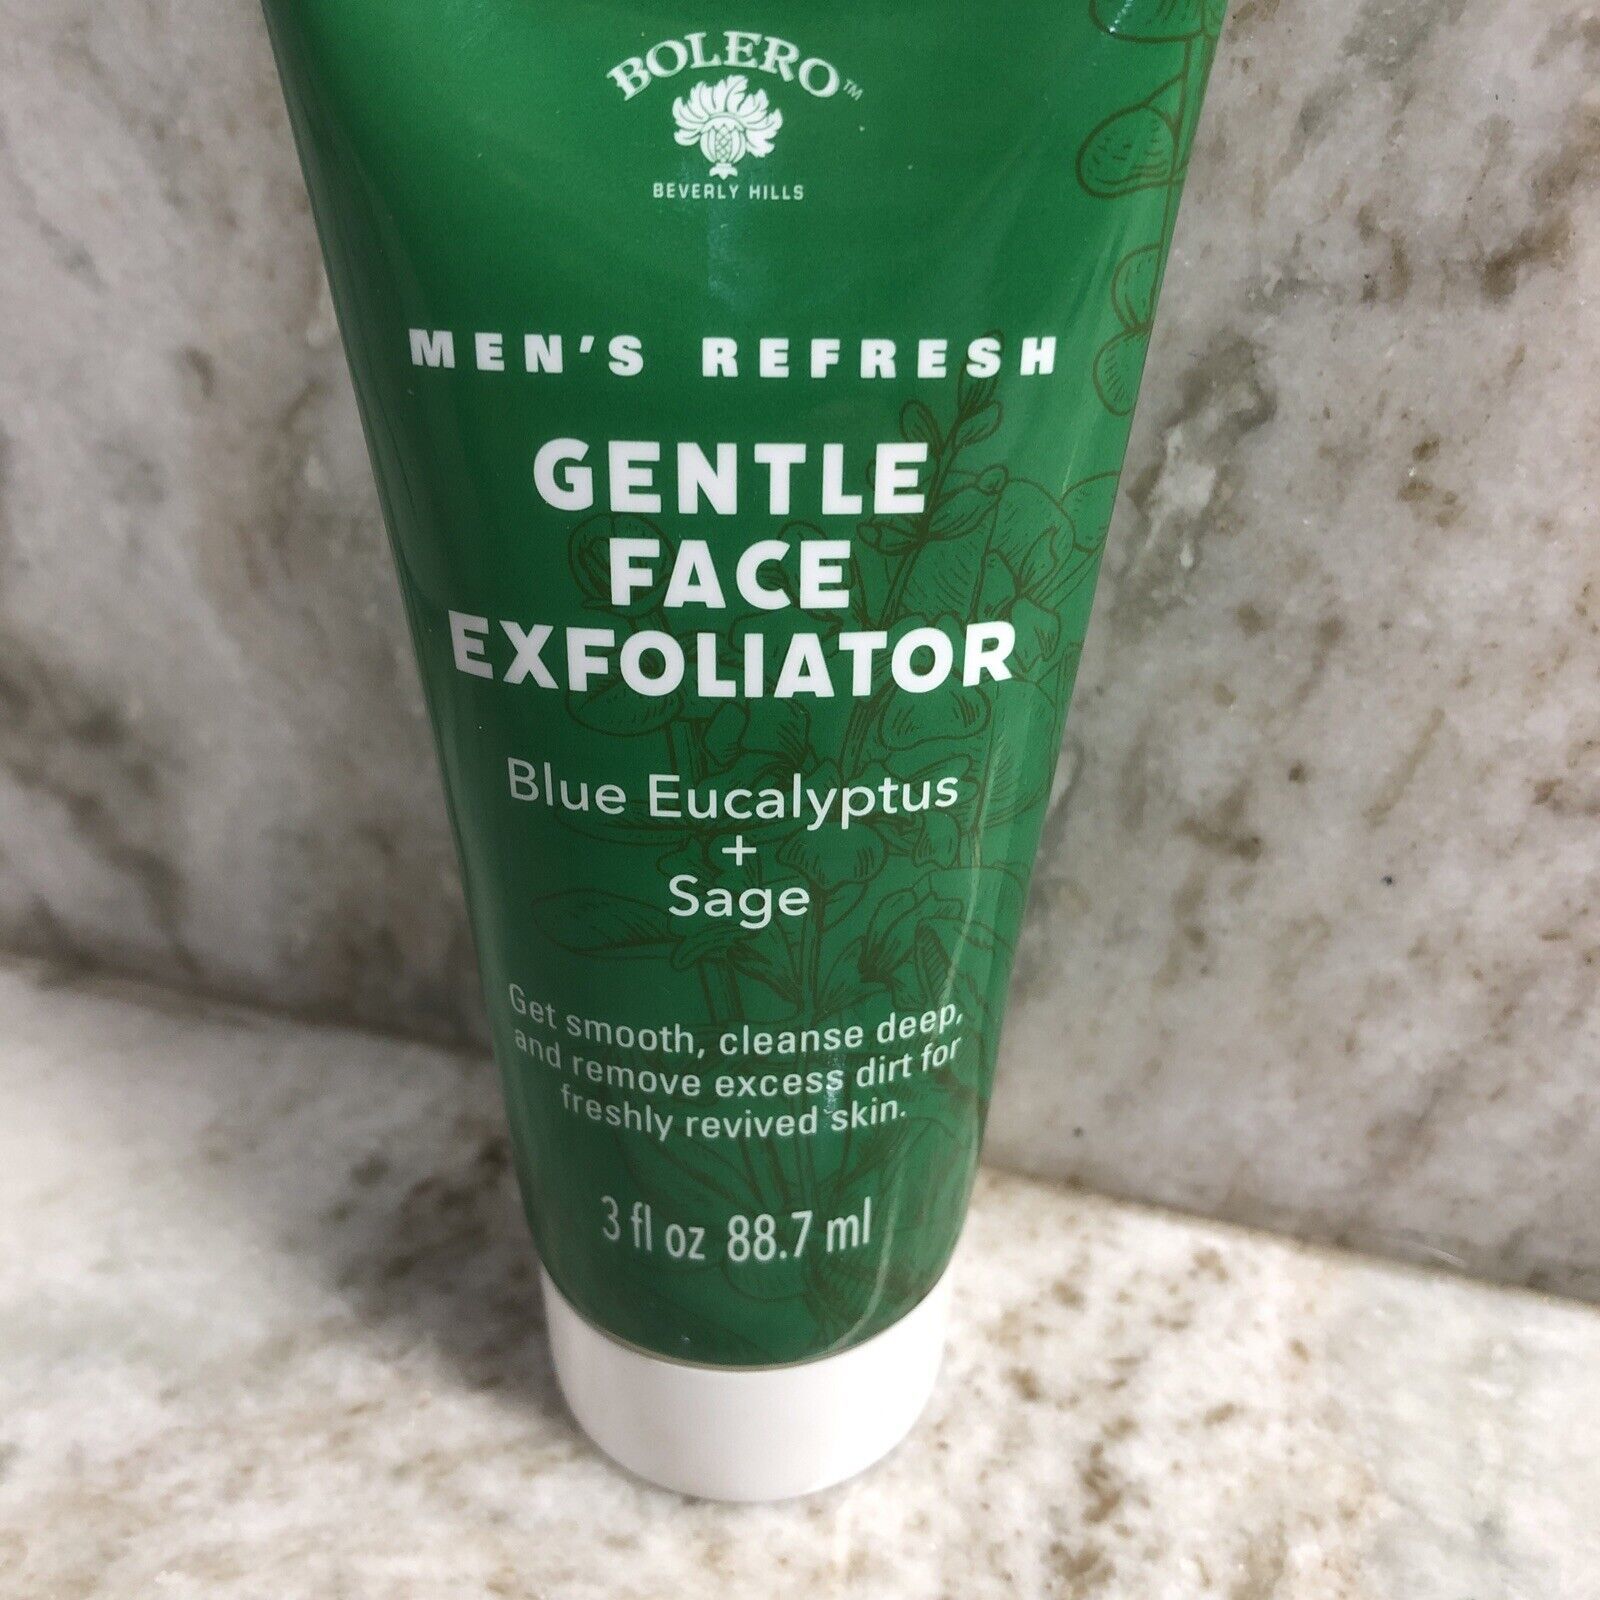 BOLERO™
BEVERLY HILLS
MEN'S REFRESH
GENTLE
FACE
EXFOLIATOR
Blue Eucalyptus
+
Sage
Get smooth, cleanse deep,
and remove excess dirt for
freshly revived skin.
3 fl oz 88.7 ml